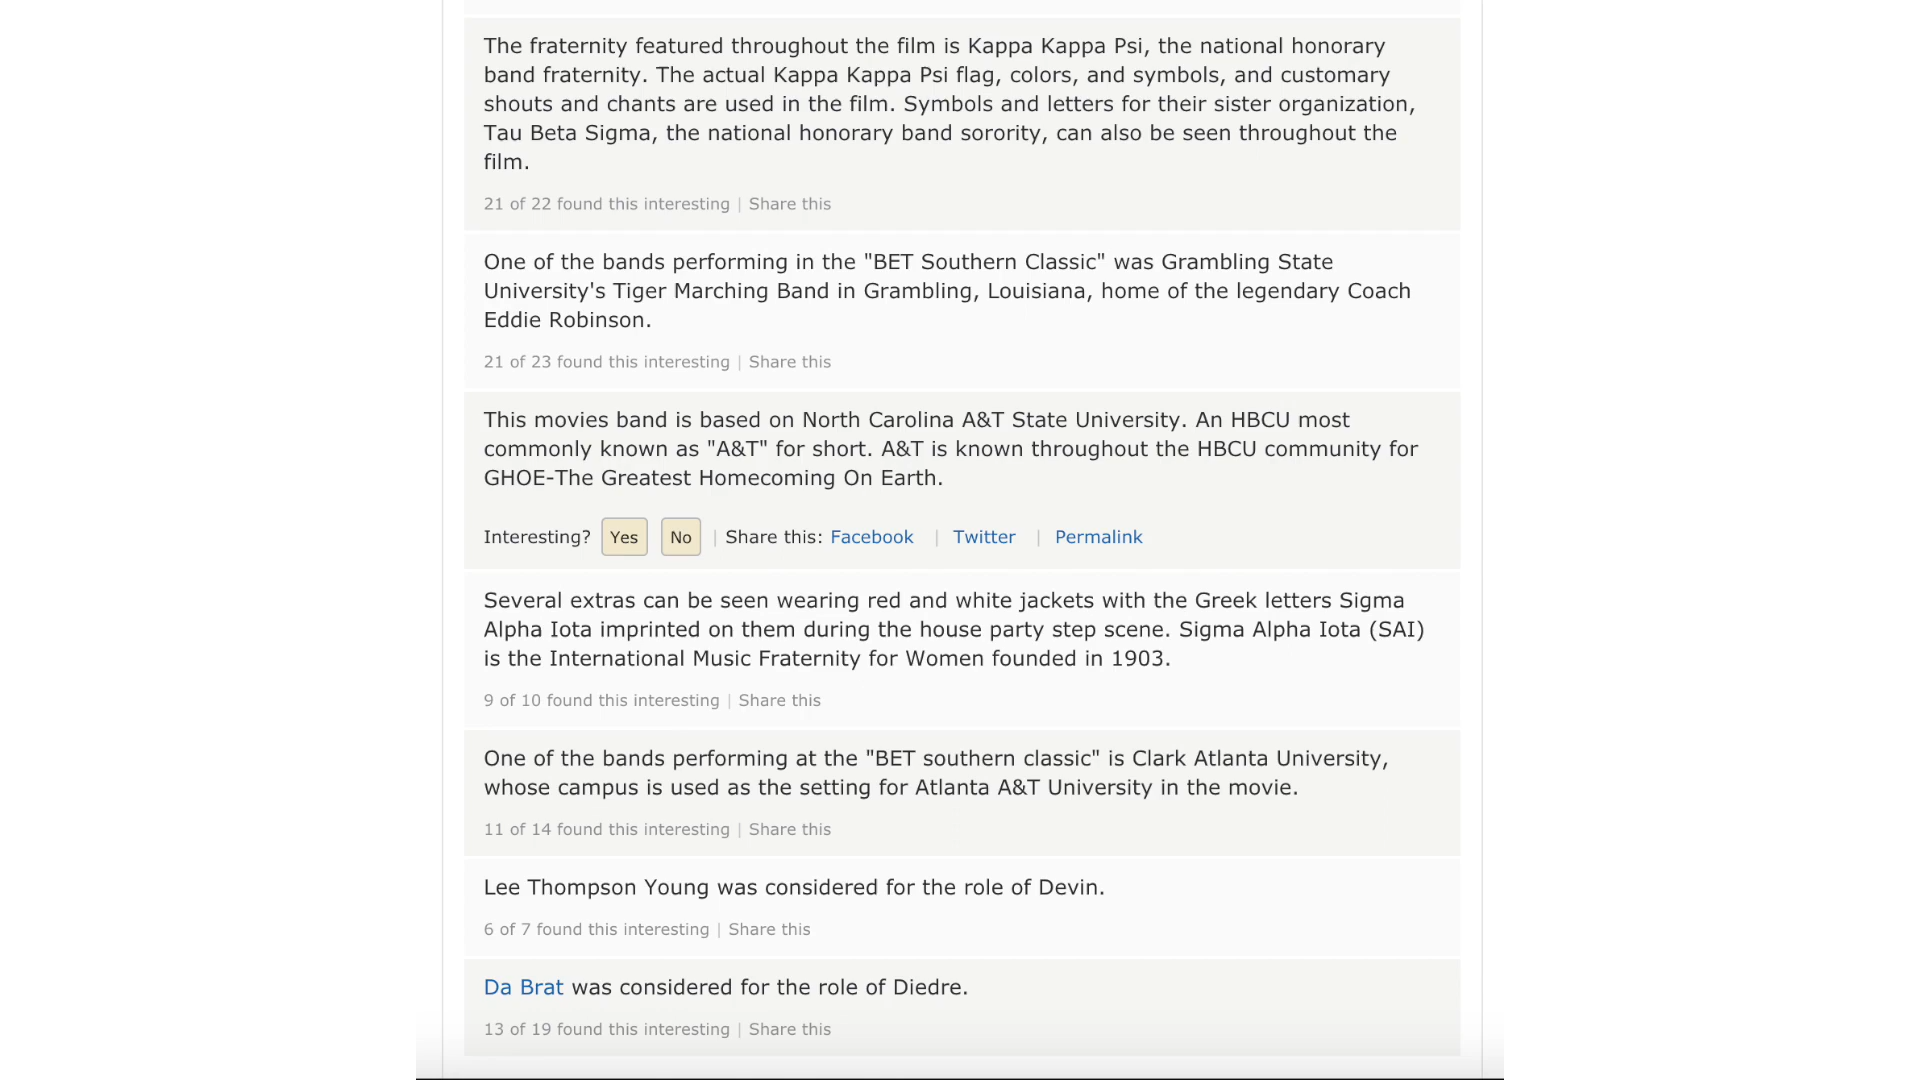 The fraternity featured throughout the film is Kappa Kappa Psi, the national honorary
band fraternity. The actual Kappa Kappa Psi flag, colors, and symbols, and customary
shouts and chants are used in the film. Symbols and letters for their sister organization,
Tau Beta Sigma, the national honorary band sorority, can also be seen throughout the
film.
21 of 22 found this interesting | Share this
One of the bands performing in the "BET Southern Classic" was Grambling State
University's Tiger Marching Band in Grambling, Louisiana, home of the legendary Coach
Eddie Robinson.
21 of 23 found this interesting | Share this
This movies band is based on North Carolina A&T State University. An HBCU most
commonly known as "A&T" for short. A&T is known throughout the HBCU community for
GHOE-The Greatest Homecoming On Earth.
Interesting? Yes No | Share this: Facebook | Twitter | Permalink
Several extras can be seen wearing red and white jackets with the Greek letters Sigma
Alpha Iota imprinted on them during the house party step scene. Sigma Alpha Iota (SAI)
is the International Music Fraternity for Women founded in 1903.
9 of 10 found this interesting | Share this
One of the bands performing at the "BET southern classic" is Clark Atlanta University,
whose campus is used as the setting for Atlanta A&T University in the movie.
11 of 14 found this interesting | Share this
Lee Thompson Young was considered for the role of Devin.
6 of 7 found this interesting | Share this
Da Brat was considered for the role of Diedre.
13 of 19 found this interesting | Share this